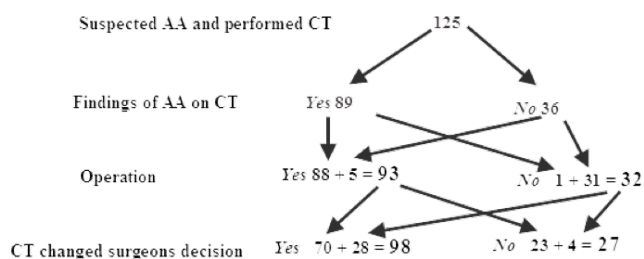 Suspected AA and performed CT 125
Findings of AA on CT Yes 89 No 36
Operation Yes 88 + 5 = 93 No 1 + 31 = 32
CT changed surgeons decision Yes 70 + 28 = 98 No 23 + 4 = 27